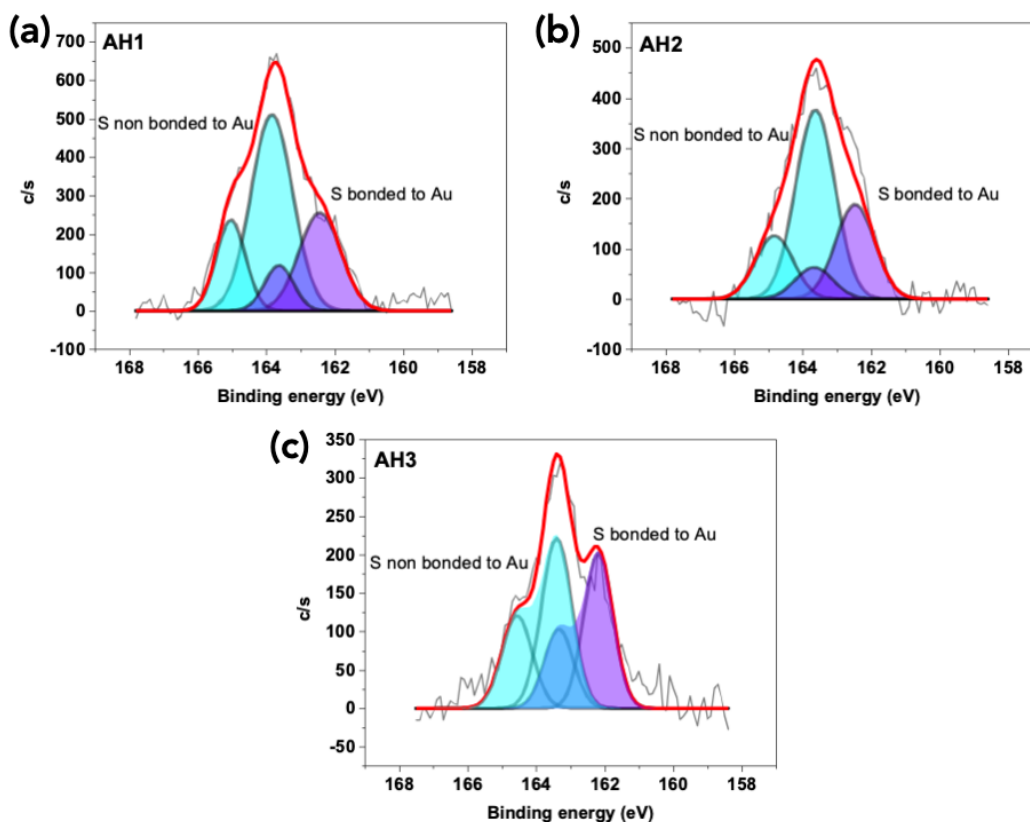 (a)
AH1
700
600
500
400
300
200
100
0
-100
c/s
S non bonded to Au
S bonded to Au
168 166 164 162 160 158
Binding energy (eV)
(b)
AH2
500
400
300
200
100
0
-100
c/s
S non bonded to Au
S bonded to Au
168 166 164 162 160 158
Binding energy (eV)
(c)
AH3
350
300
250
200
150
100
50
0
-50
c/s
S non bonded to Au
S bonded to Au
168 166 164 162 160 158
Binding energy (eV)